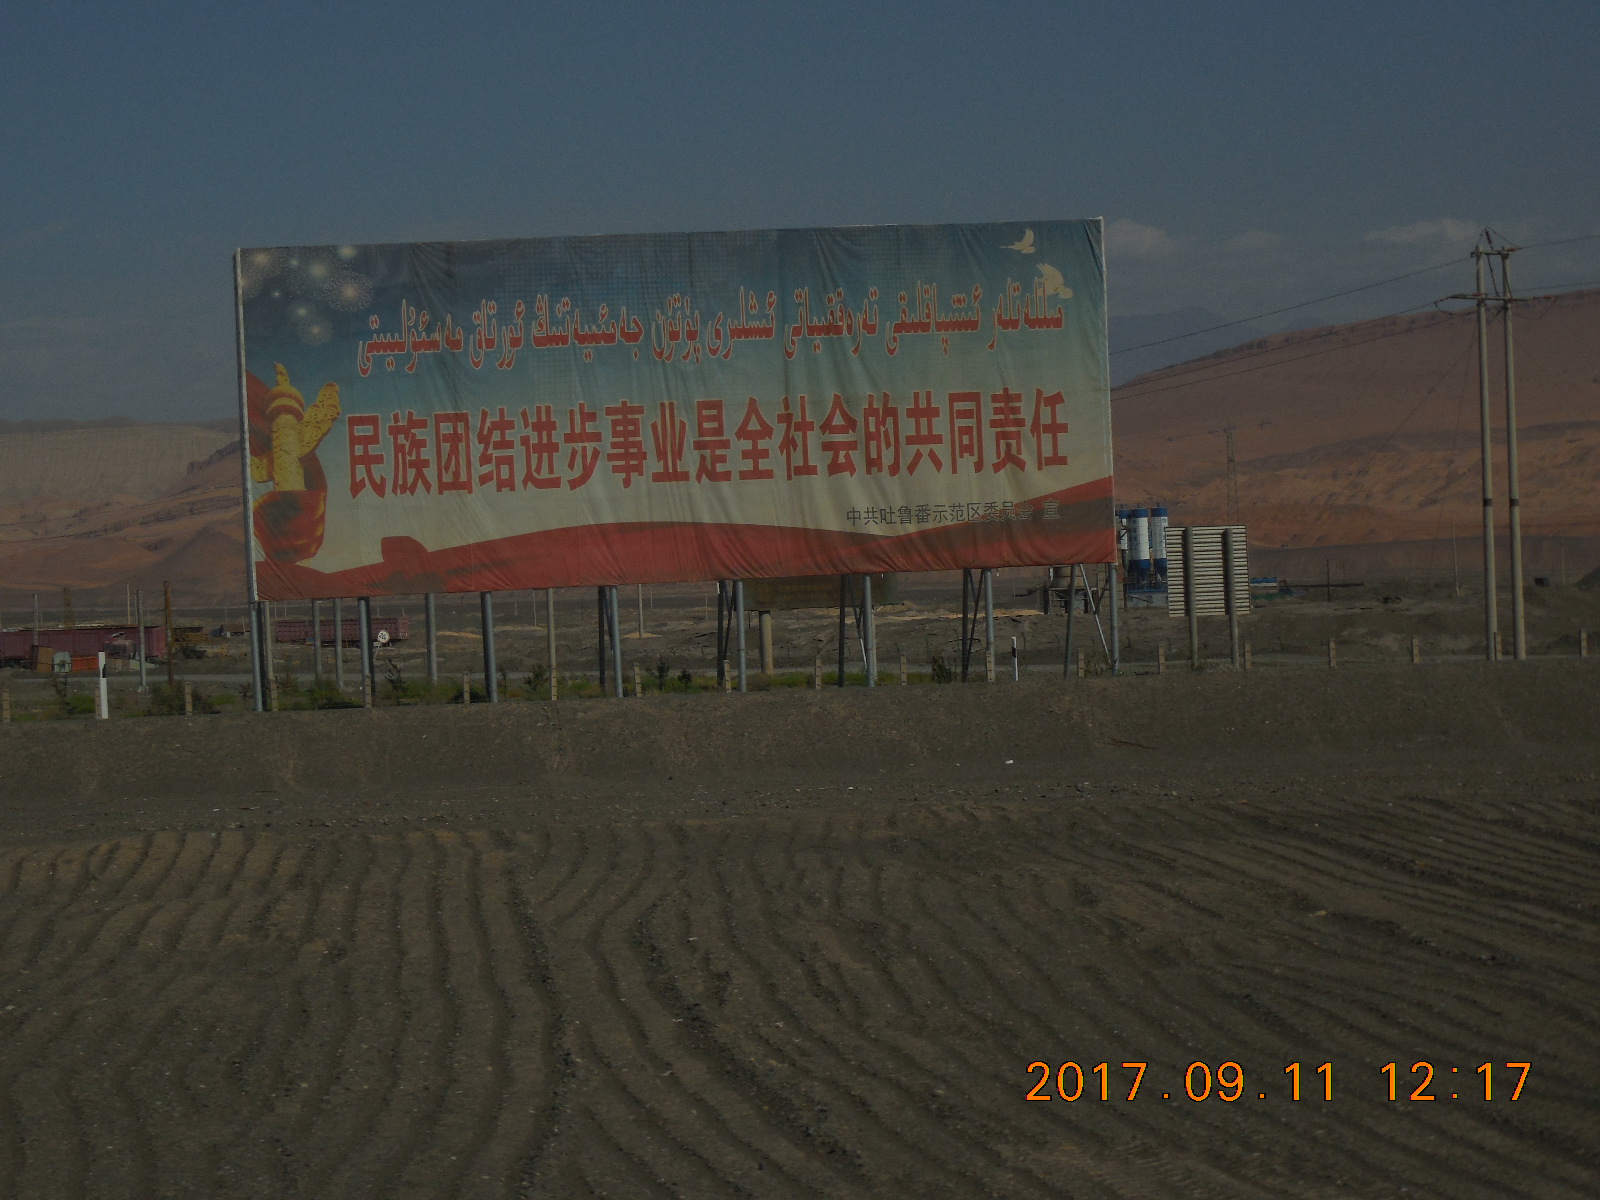 مىللەتلەر ئىتتىپاقلىقى تەرەققىياتى ئىشلىرى پۈتۈن جەمئىيەتنىڭ ئورتاق مەسئۇلىيىتى
民族团结进步事业是全社会的共同责任
中共吐鲁番示范区委员会 宣
2017.09.11 12:17